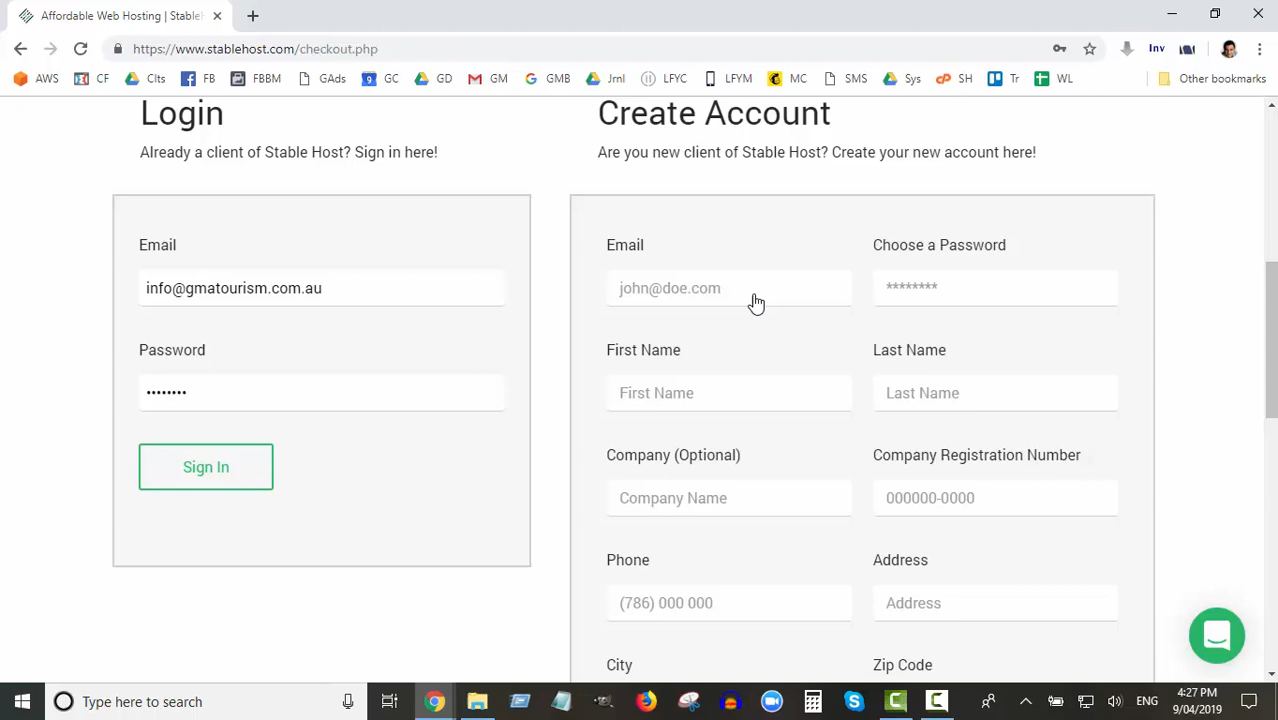 Affordable Web Hosting | Stable
https://www.stablehost.com/checkout.php
Inv
AWS CF Clts FB FBBM GAds GC GD GM GMB Jrnl LFYC LFYM MC SMS Sys SH Tr WL Other bookmarks
Login
Already a client of Stable Host? Sign in here!
Email
info@gmatourism.com.au
Password
••••••••
Sign In
Create Account
Are you new client of Stable Host? Create your new account here!
Email Choose a Password
john@doe.com ********
First Name Last Name
First Name Last Name
Company (Optional) Company Registration Number
Company Name 000000-0000
Phone Address
(786) 000 000 Address
City Zip Code
Type here to search
ENG
4:27 PM
9/04/2019